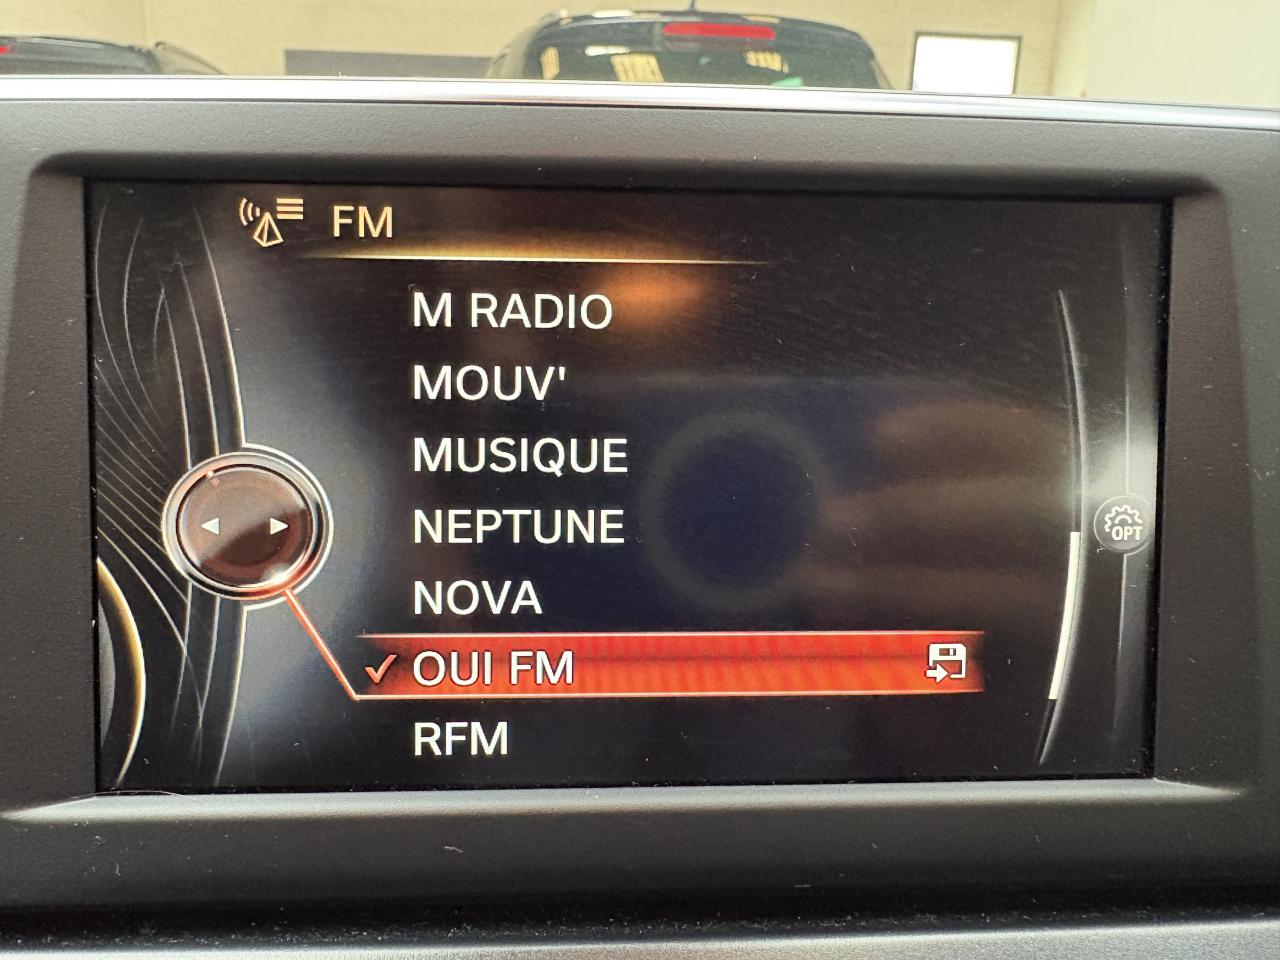 FM
M RADIO
MOUV'
MUSIQUE
NEPTUNE
NOVA
OUI FM
RFM
OPT